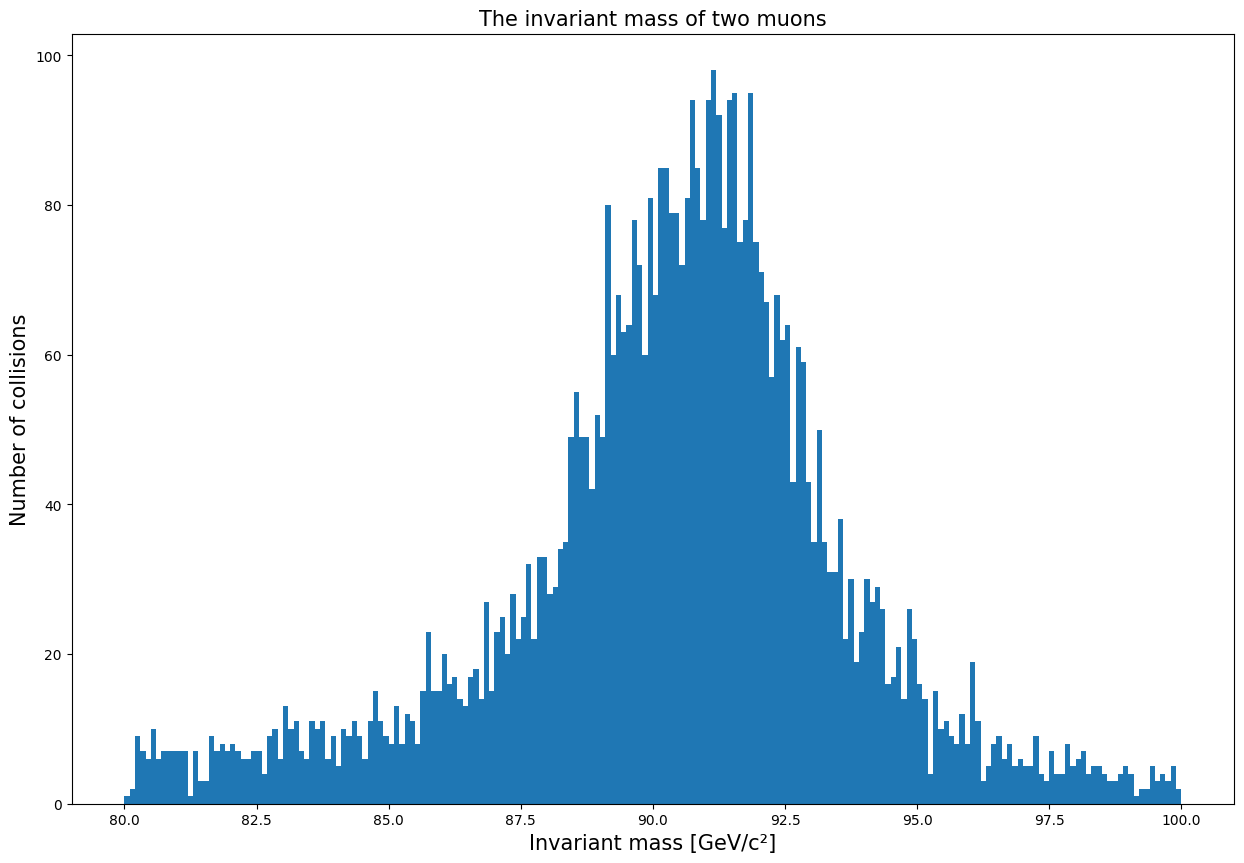 The invariant mass of two muons
100
80
60
40
20
0
Number of collisions
80.0 82.5 85.0 87.5 90.0 92.5 95.0 97.5 100.0
Invariant mass [GeV/c²]